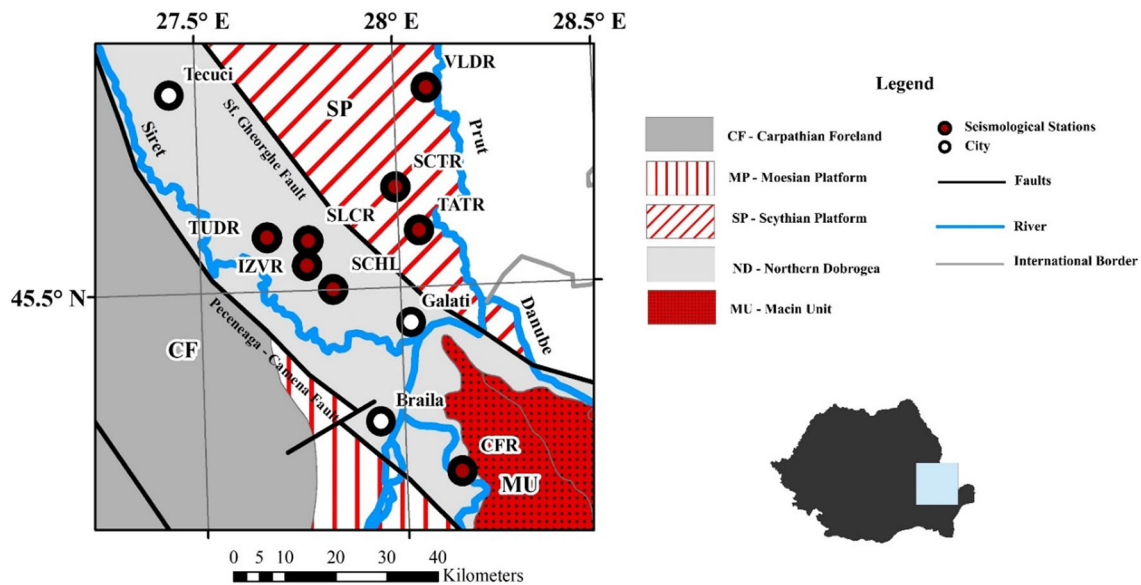 27.5° E
28° E
28.5° E
Tecuci
VLDR
SP
Siret
Sf. Gheorghe Fault
Prut
SCTR
SLCR
TATR
TUDR
IZVR
SCHL
45.5° N
Galati
Danube
Peceneaga - Camena Fault
CF
Braila
CFR
MU
0 5 10 20 30 40
Kilometers
Legend
CF - Carpathian Foreland
MP - Moesian Platform
SP - Scythian Platform
ND - Northern Dobrogea
MU - Macin Unit
Seismological Stations
City
Faults
River
International Border